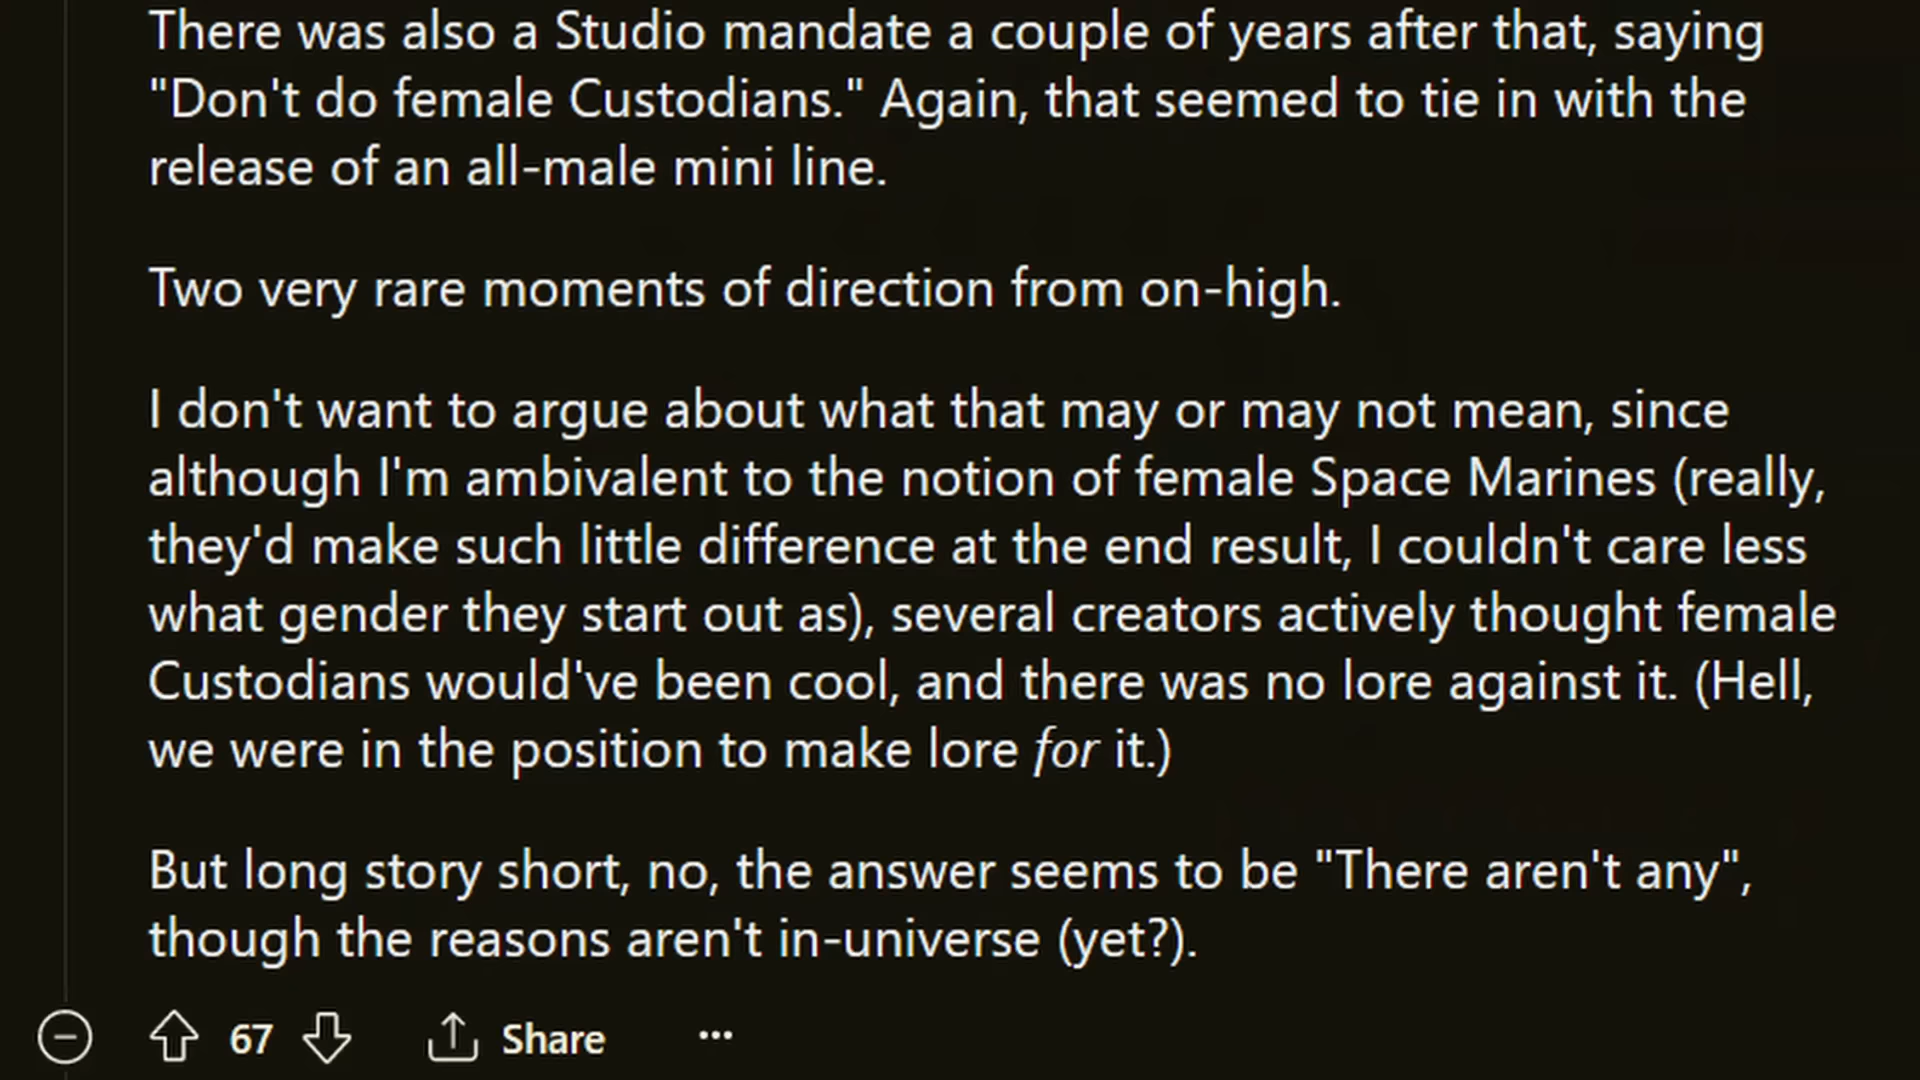 There was also a Studio mandate a couple of years after that, saying
"Don't do female Custodians." Again, that seemed to tie in with the
release of an all-male mini line.
Two very rare moments of direction from on-high.
I don't want to argue about what that may or may not mean, since
although I'm ambivalent to the notion of female Space Marines (really,
they'd make such little difference at the end result, I couldn't care less
what gender they start out as), several creators actively thought female
Custodians would've been cool, and there was no lore against it. (Hell,
we were in the position to make lore for it.)
But long story short, no, the answer seems to be "There aren't any",
though the reasons aren't in-universe (yet?).
67 Share ...